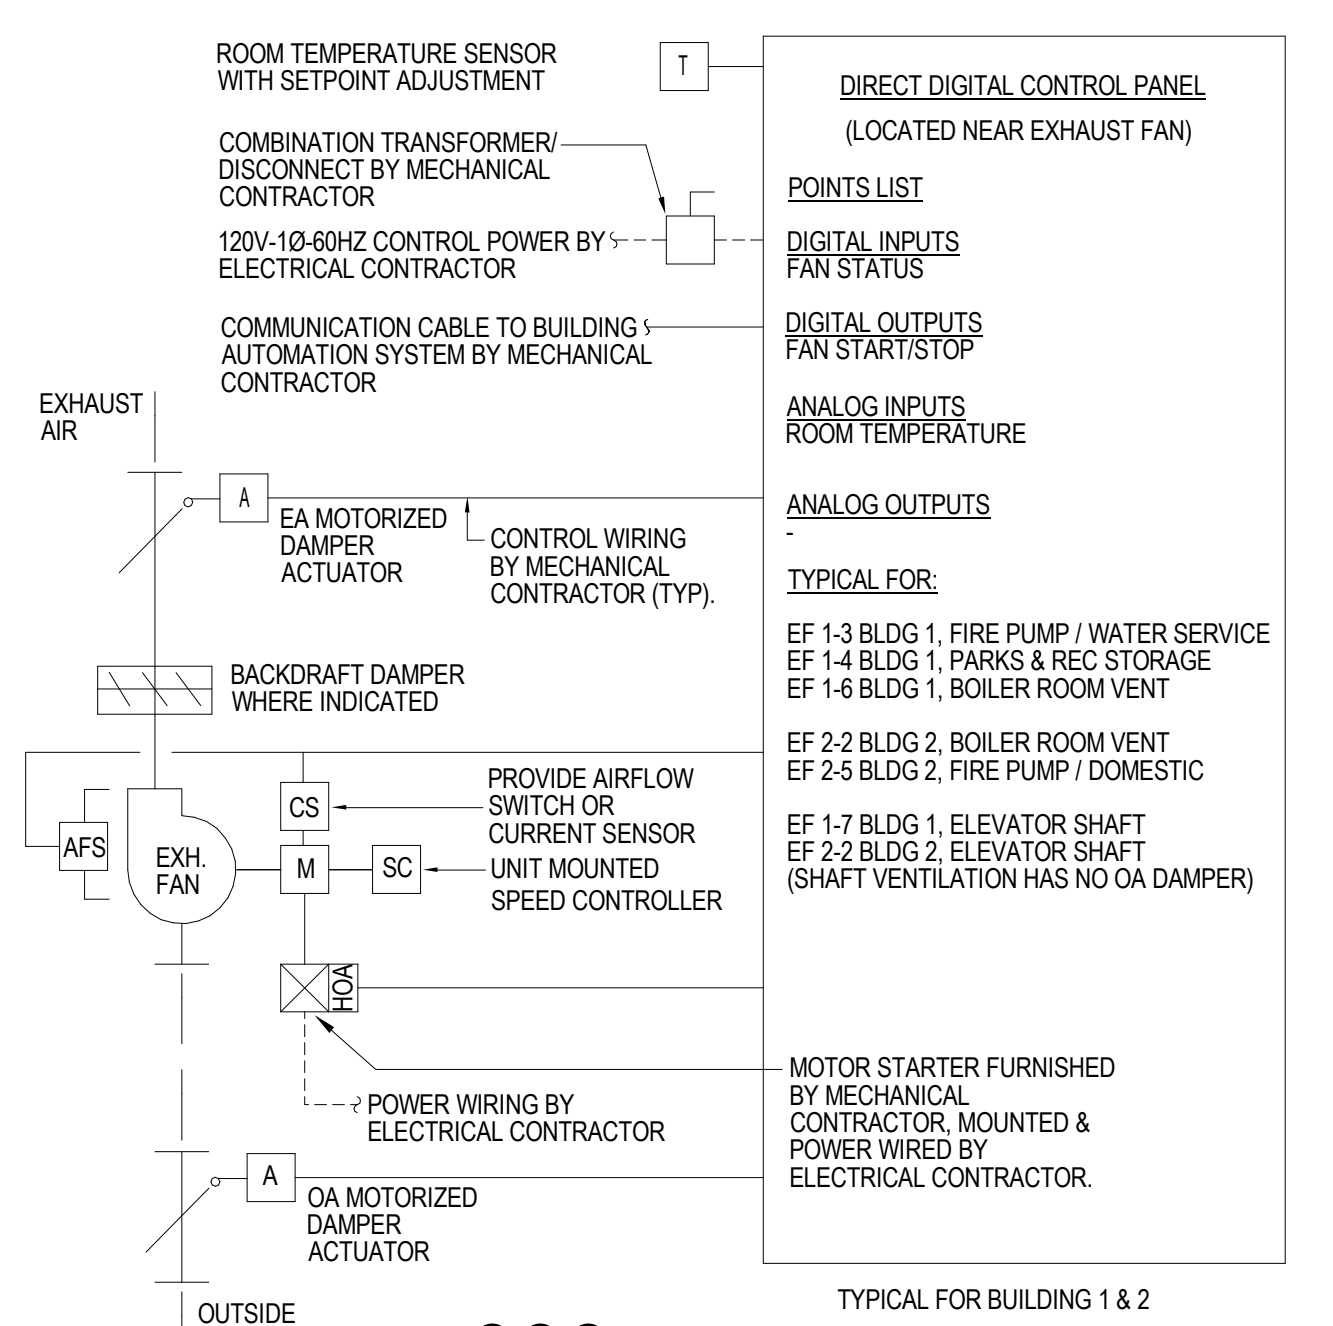 ROOM TEMPERATURE SENSOR
WITH SETPOINT ADJUSTMENT
T
COMBINATION TRANSFORMER/
DISCONNECT BY MECHANICAL
CONTRACTOR
120V-1Ø-60HZ CONTROL POWER BY
ELECTRICAL CONTRACTOR
COMMUNICATION CABLE TO BUILDING
AUTOMATION SYSTEM BY MECHANICAL
CONTRACTOR
EXHAUST
AIR
A
EA MOTORIZED
DAMPER
ACTUATOR
CONTROL WIRING
BY MECHANICAL
CONTRACTOR (TYP).
BACKDRAFT DAMPER
WHERE INDICATED
AFS
EXH.
FAN
CS
M
SC
PROVIDE AIRFLOW
SWITCH OR
CURRENT SENSOR
UNIT MOUNTED
SPEED CONTROLLER
HOA
POWER WIRING BY
ELECTRICAL CONTRACTOR
A
OA MOTORIZED
DAMPER
ACTUATOR
OUTSIDE
DIRECT DIGITAL CONTROL PANEL
(LOCATED NEAR EXHAUST FAN)
POINTS LIST
DIGITAL INPUTS
FAN STATUS
DIGITAL OUTPUTS
FAN START/STOP
ANALOG INPUTS
ROOM TEMPERATURE
ANALOG OUTPUTS
-
TYPICAL FOR:
EF 1-3 BLDG 1, FIRE PUMP / WATER SERVICE
EF 1-4 BLDG 1, PARKS & REC STORAGE
EF 1-6 BLDG 1, BOILER ROOM VENT
EF 2-2 BLDG 2, BOILER ROOM VENT
EF 2-5 BLDG 2, FIRE PUMP / DOMESTIC
EF 1-7 BLDG 1, ELEVATOR SHAFT
EF 2-2 BLDG 2, ELEVATOR SHAFT
(SHAFT VENTILATION HAS NO OA DAMPER)
MOTOR STARTER FURNISHED
BY MECHANICAL
CONTRACTOR, MOUNTED &
POWER WIRED BY
ELECTRICAL CONTRACTOR.
TYPICAL FOR BUILDING 1 & 2